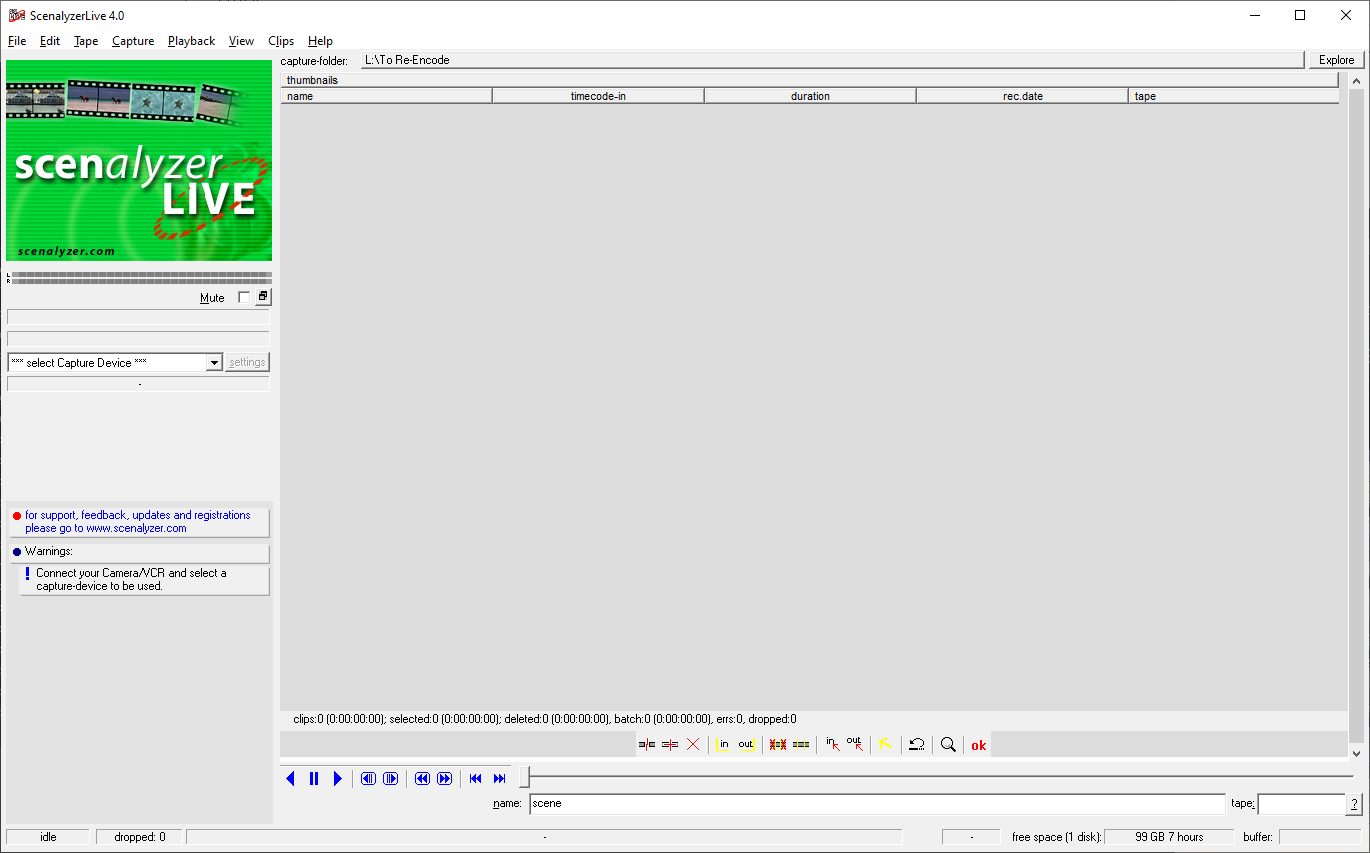 ScenalyzerLive 4.0
File Edit Tape Capture Playback View Clips Help
capture-folder: L:\To Re-Encode Explore
thumbnails
name timecode-in duration rec.date tape
scenalyzer
LIVE
scenalyzer.com
L
R
Mute
*** select Capture Device *** settings
-
for support, feedback, updates and registrations
please go to www.scenalyzer.com
Warnings:
! Connect your Camera/VCR and select a
capture-device to be used.
clips:0 (0:00:00:00); selected:0 (0:00:00:00); deleted:0 (0:00:00:00), batch:0 (0:00:00:00), errs:0, dropped:0
in out in out ok
name: scene tape: ?
idle dropped: 0 - - free space (1 disk): 99 GB 7 hours buffer: